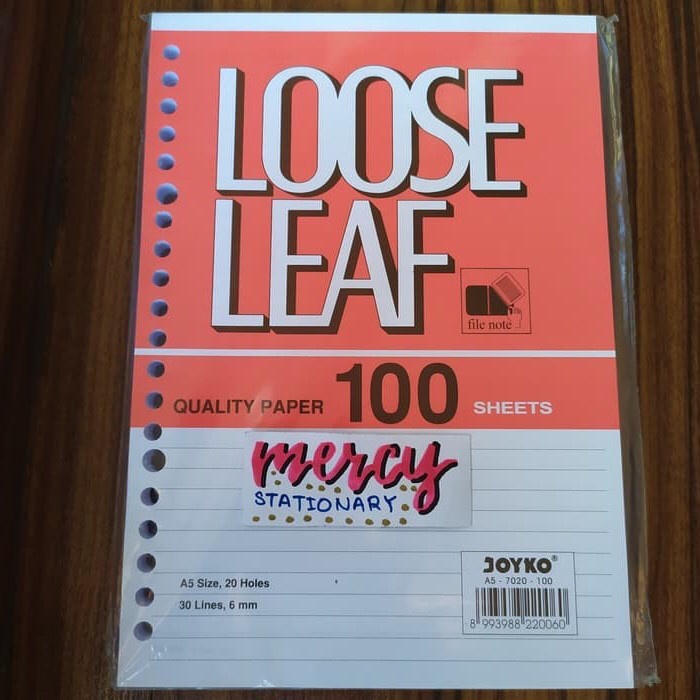 LOOSE
LEAF
file note
QUALITY PAPER 100 SHEETS
mercy
STATIONARY
A5 Size, 20 Holes
30 Lines, 6 mm
JOYKO®
A5 - 7020 - 100
8 993988 220060